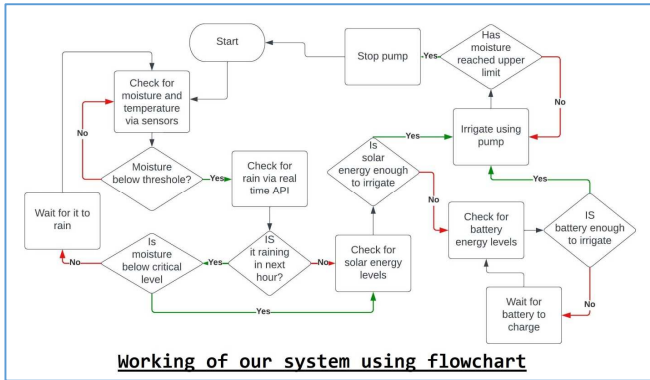 Start
Stop pump
Yes
Has
moisture
reached upper
limit
No
Check for
moisture and
temperature
via sensors
No
Moisture
below threshole?
Yes
Check for
rain via real
time API
Is
solar
energy enough
to irrigate
Yes
Irrigate using
pump
No
Yes
Wait for it to
rain
No
Is
moisture
below critical
level
Yes
IS
it raining in
next hour?
No
Check for
solar energy
levels
Yes
Check for
battery
energy levels
IS
battery enough
to irrigate
No
Wait for
battery to
charge
Working of our system using flowchart